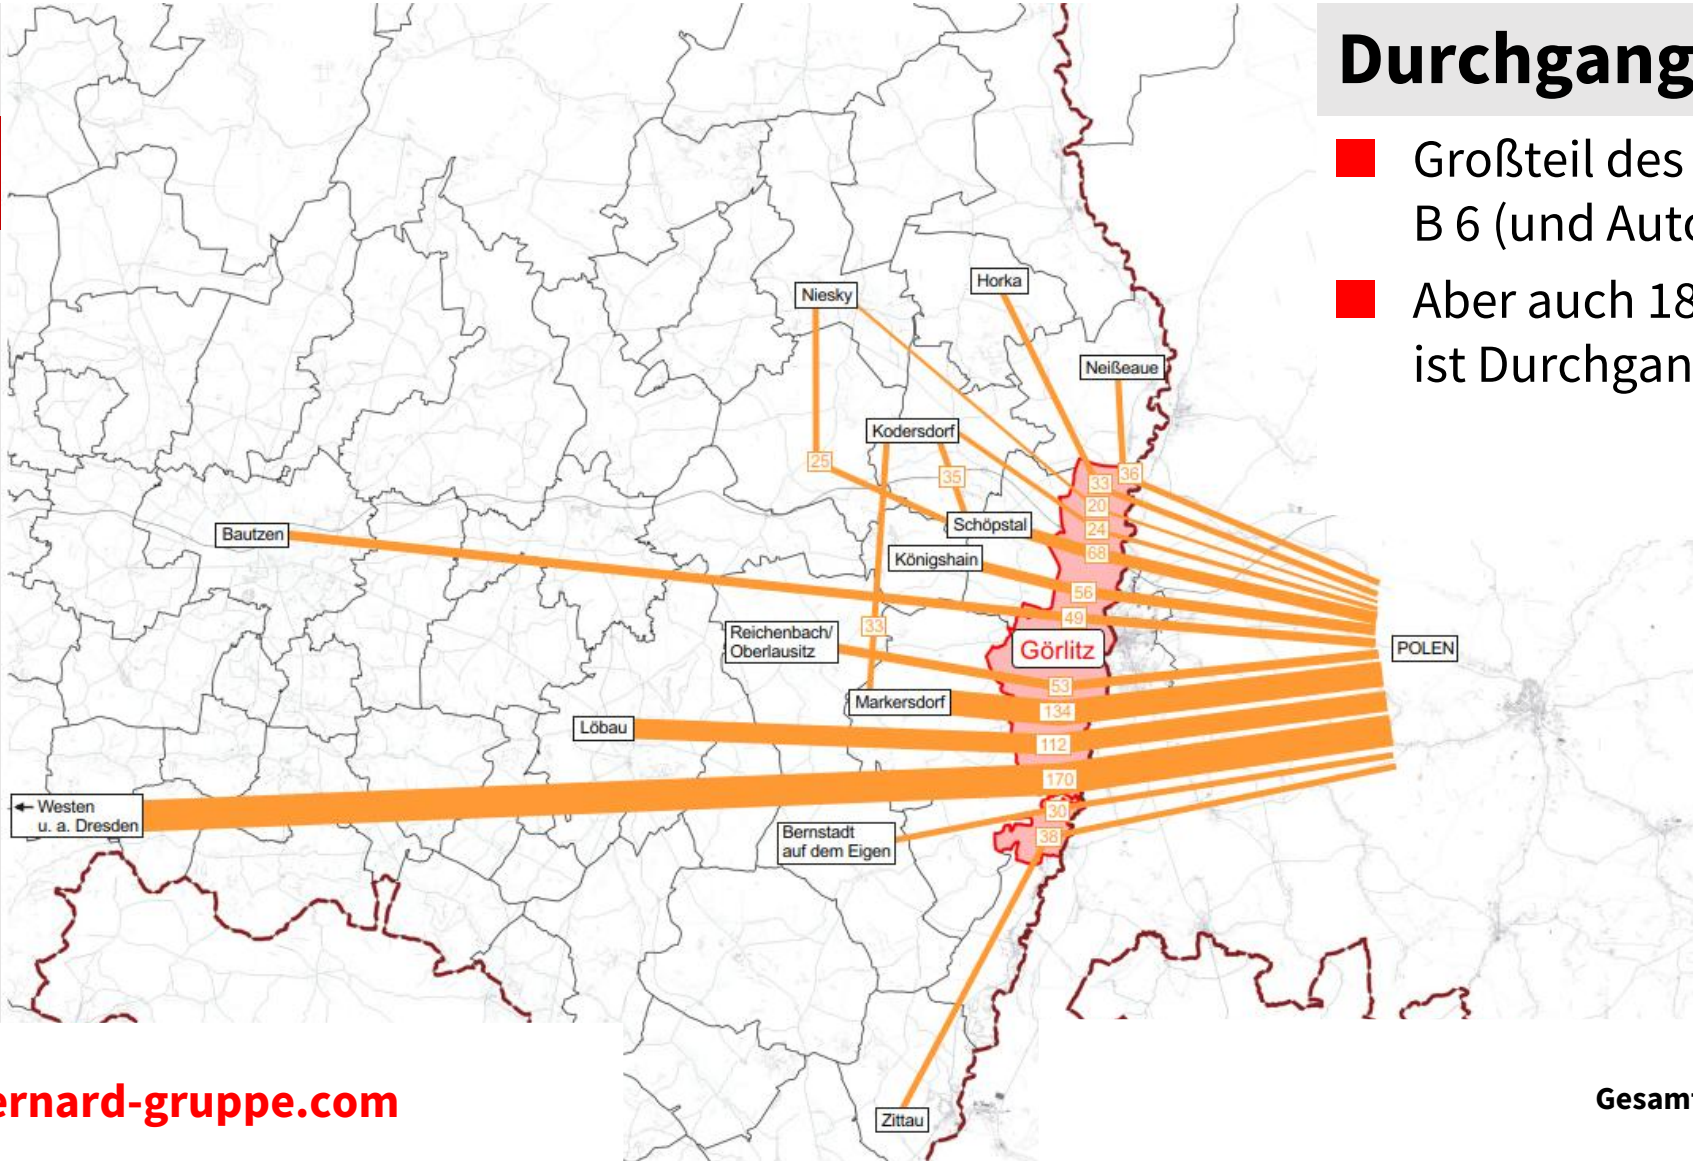 Durchgang
Großteil des
B 6 (und Auto
Aber auch 18
ist Durchgan
Horka
Niesky
Neißeaue
Kodersdorf
25
35
33
36
20
24
Schöpstal
68
Bautzen
Königshain
56
49
33
Reichenbach/
Oberlausitz
Görlitz
POLEN
53
Markersdorf
134
Löbau
112
170
← Westen
u. a. Dresden
30
Bernstadt
auf dem Eigen
38
Zittau
ernard-gruppe.com
Gesamt